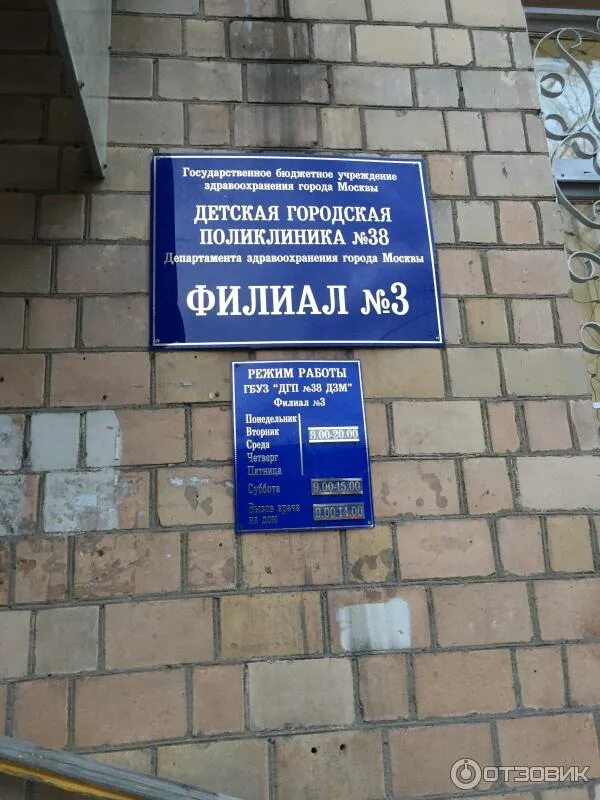 Государственное бюджетное учреждение
здравоохранения города Москвы
ДЕТСКАЯ ГОРОДСКАЯ
ПОЛИКЛИНИКА №38
Департамента здравоохранения города Москвы
ФИЛИАЛ №3
РЕЖИМ РАБОТЫ
ГБУЗ "ДГП №38 ДЗМ"
Филиал №3
Понедельник
Вторник 8.00-20.00
Среда
Четверг
Пятница
Суббота 9.00-15.00
Вызов врача 9.00-14.00
на дом
ОТЗОВИК